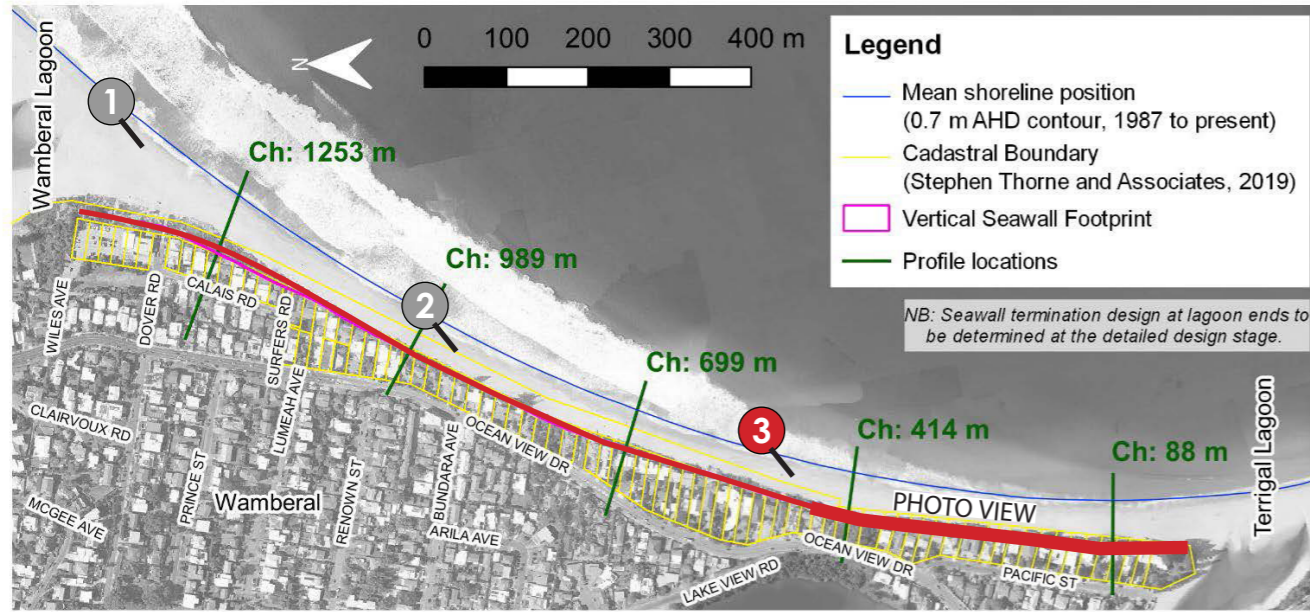 N
0 100 200 300 400 m
Legend
Mean shoreline position
(0.7 m AHD contour, 1987 to present)
Cadastral Boundary
(Stephen Thorne and Associates, 2019)
Vertical Seawall Footprint
Profile locations
NB: Seawall termination design at lagoon ends to
be determined at the detailed design stage.
Wamberal Lagoon
1
Ch: 1253 m
Ch: 989 m
2
Ch: 699 m
3
Ch: 414 m
Ch: 88 m
PHOTO VIEW
Terrigal Lagoon
WILES AVE
DOVER RD
CALAIS RD
SURFERS RD
LUMEAH AVE
CLAIRVOUX RD
PRINCE ST
MCGEE AVE
Wamberal
RENOWN ST
BUNDARA AVE
ARILA AVE
OCEAN VIEW DR
LAKE VIEW RD
OCEAN VIEW DR
PACIFIC ST